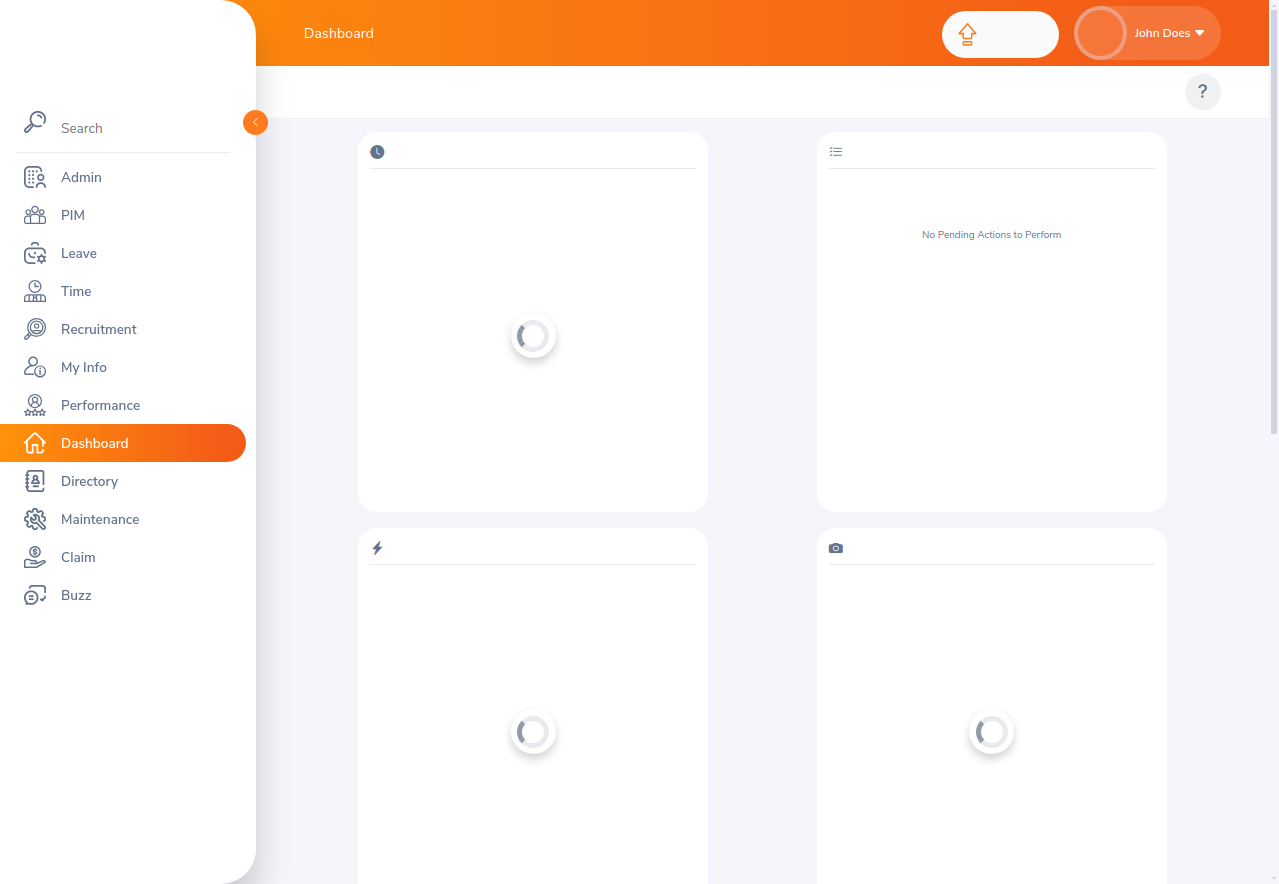 Dashboard
John Does
?
Search
Admin
PIM
Leave
Time
Recruitment
My Info
Performance
Dashboard
Directory
Maintenance
Claim
Buzz
No Pending Actions to Perform